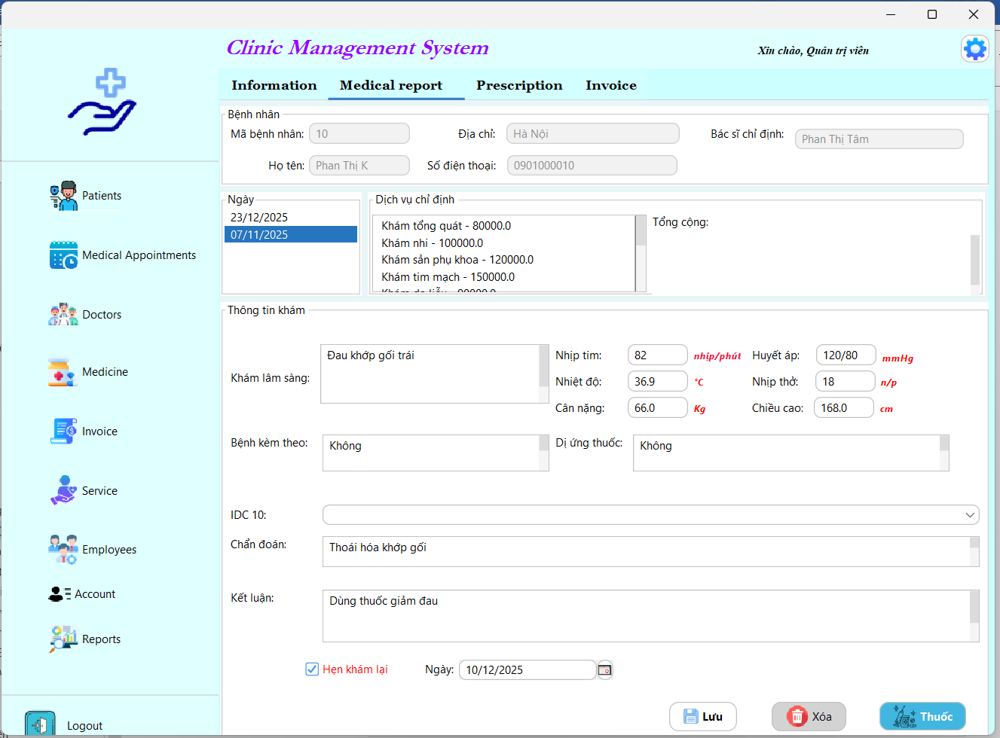 Clinic Management System
Xin chào, Quản trị viên
Information Medical report Prescription Invoice
Bệnh nhân
Mã bệnh nhân: 10 Địa chỉ: Hà Nội Bác sĩ chỉ định: Phan Thị Tâm
Họ tên: Phan Thị K Số điện thoại: 0901000010
Patients
Medical Appointments
Doctors
Medicine
Invoice
Service
Employees
Account
Reports
Logout
Ngày
23/12/2025
07/11/2025
Dịch vụ chỉ định
Khám tổng quát - 80000.0
Khám nhi - 100000.0
Khám sản phụ khoa - 120000.0
Khám tim mạch - 150000.0
Tổng cộng:
Thông tin khám
Khám lâm sàng: Đau khớp gối trái
Nhịp tim: 82 nhịp/phút Huyết áp: 120/80 mmHg
Nhiệt độ: 36.9 °C Nhịp thở: 18 n/p
Cân nặng: 66.0 Kg Chiều cao: 168.0 cm
Bệnh kèm theo: Không Dị ứng thuốc: Không
IDC 10:
Chẩn đoán: Thoái hóa khớp gối
Kết luận: Dùng thuốc giảm đau
Hẹn khám lại Ngày: 10/12/2025
Lưu Xóa Thuốc